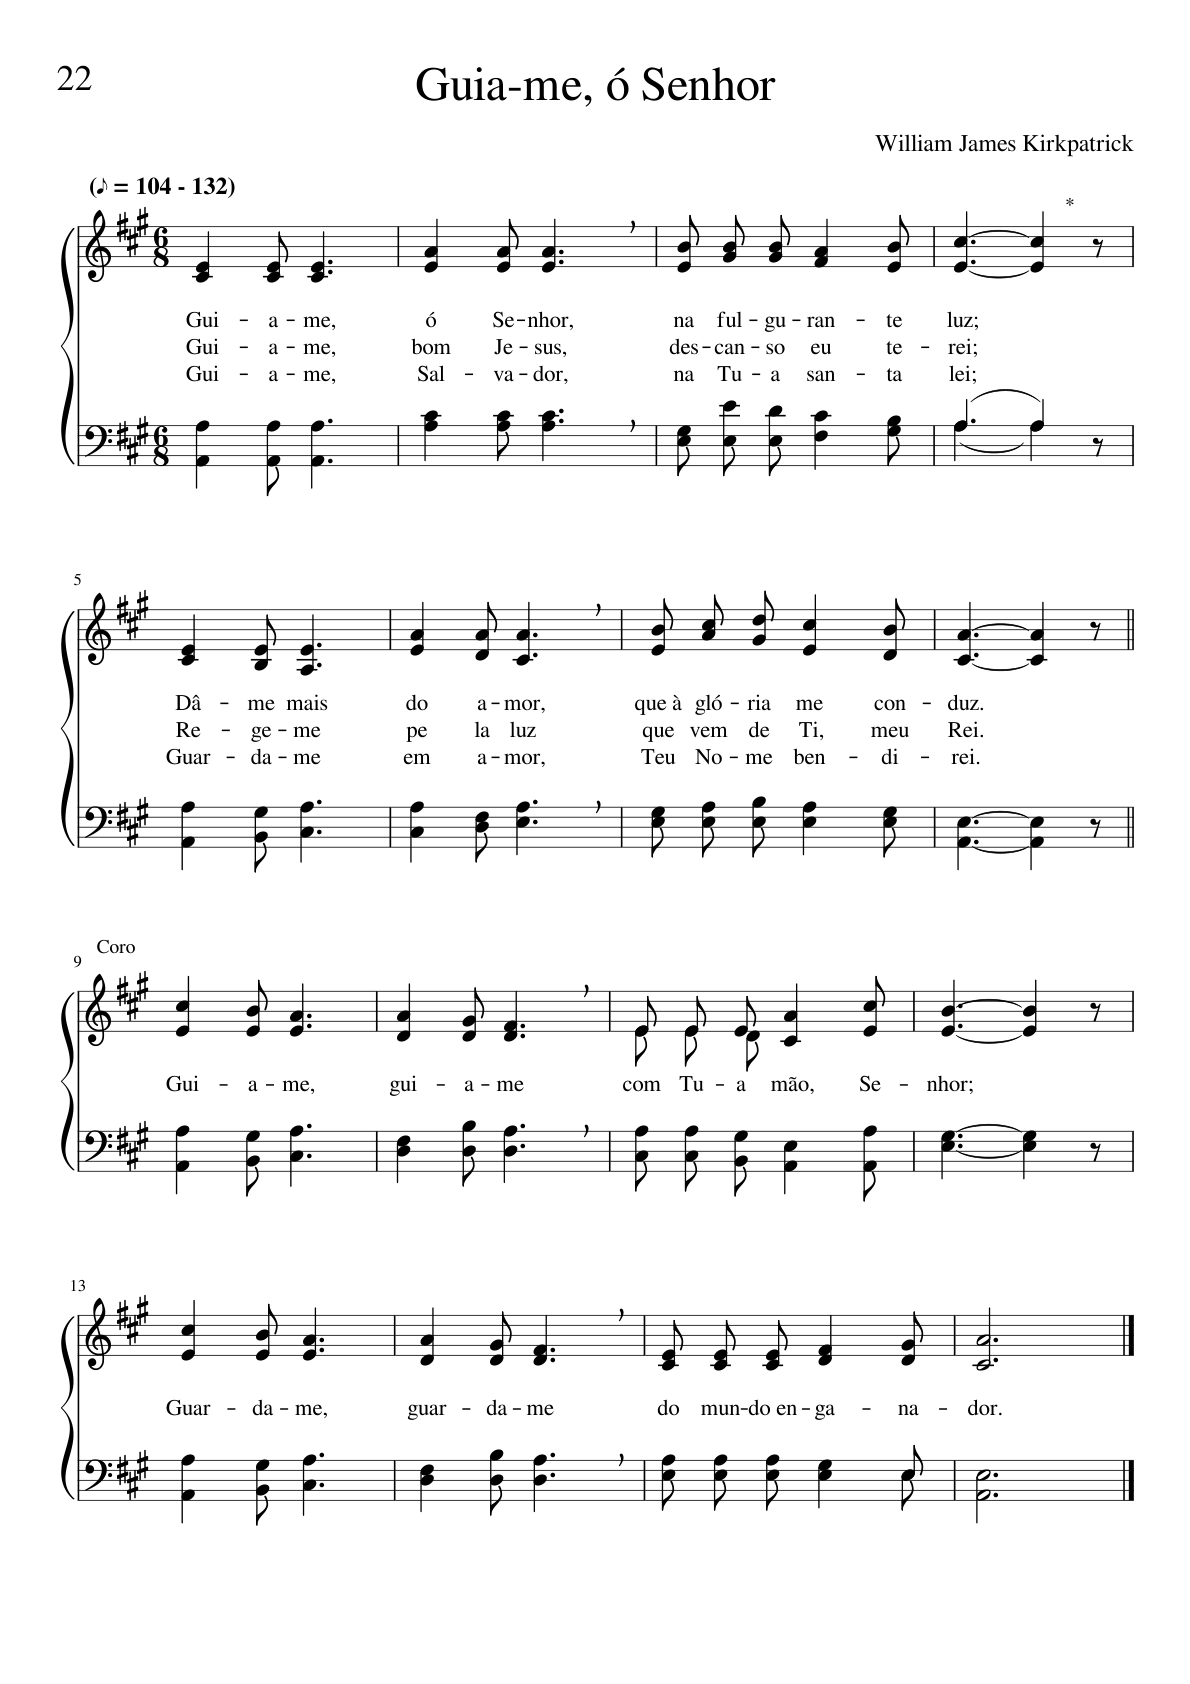 22
Guia-me, ó Senhor
William James Kirkpatrick
(♪ = 104 - 132)
*
6 8
Gui - a - me, ó Se - nhor, na ful - gu - ran - te luz;
Gui - a - me, bom Je - sus, des - can - so eu te - rei;
Gui - a - me, Sal - va - dor, na Tu - a san - ta lei;
6 8
5
Dâ - me mais do a - mor, que à gló - ria me con - duz.
Re - ge - me pe la luz que vem de Ti, meu Rei.
Guar - da - me em a - mor, Teu No - me ben - di - rei.
Coro
9
Gui - a - me, gui - a - me com Tu - a mão, Se - nhor;
13
Guar - da - me, guar - da - me do mun - do en - ga - na - dor.